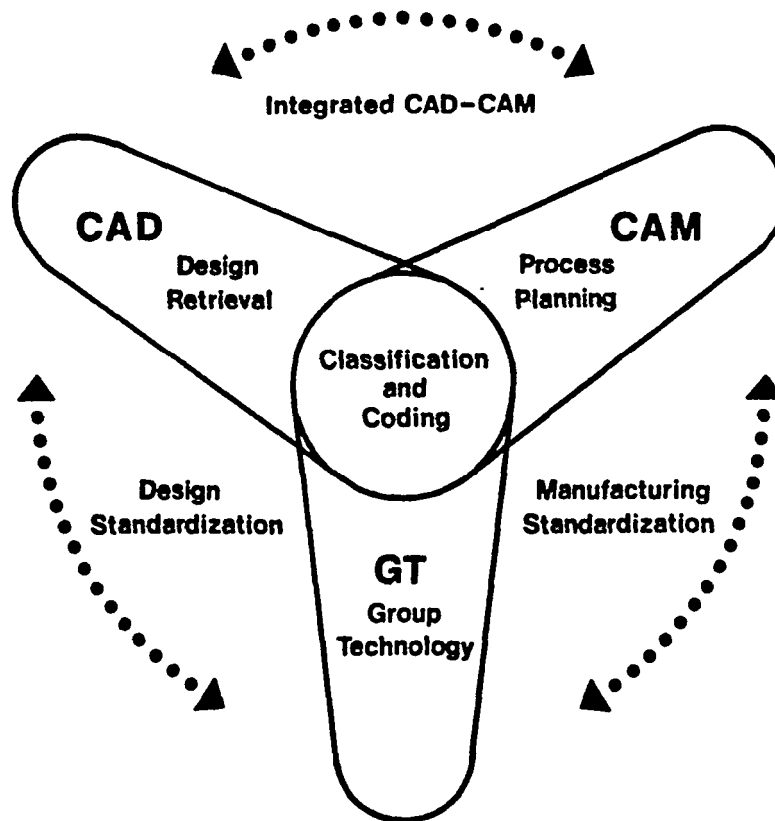 Integrated CAD-CAM
CAD
Design
Retrieval
CAM
Process
Planning
Classification
and
Coding
Design
Standardization
Manufacturing
Standardization
GT
Group
Technology